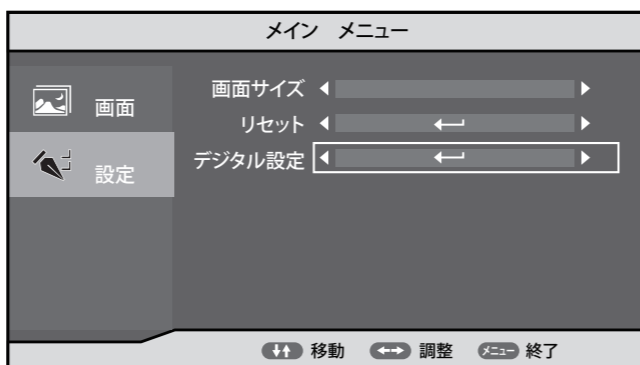 メイン　メニュー
画面
設定
画面サイズ
リセット
デジタル設定
移動 調整 メニュー 終了